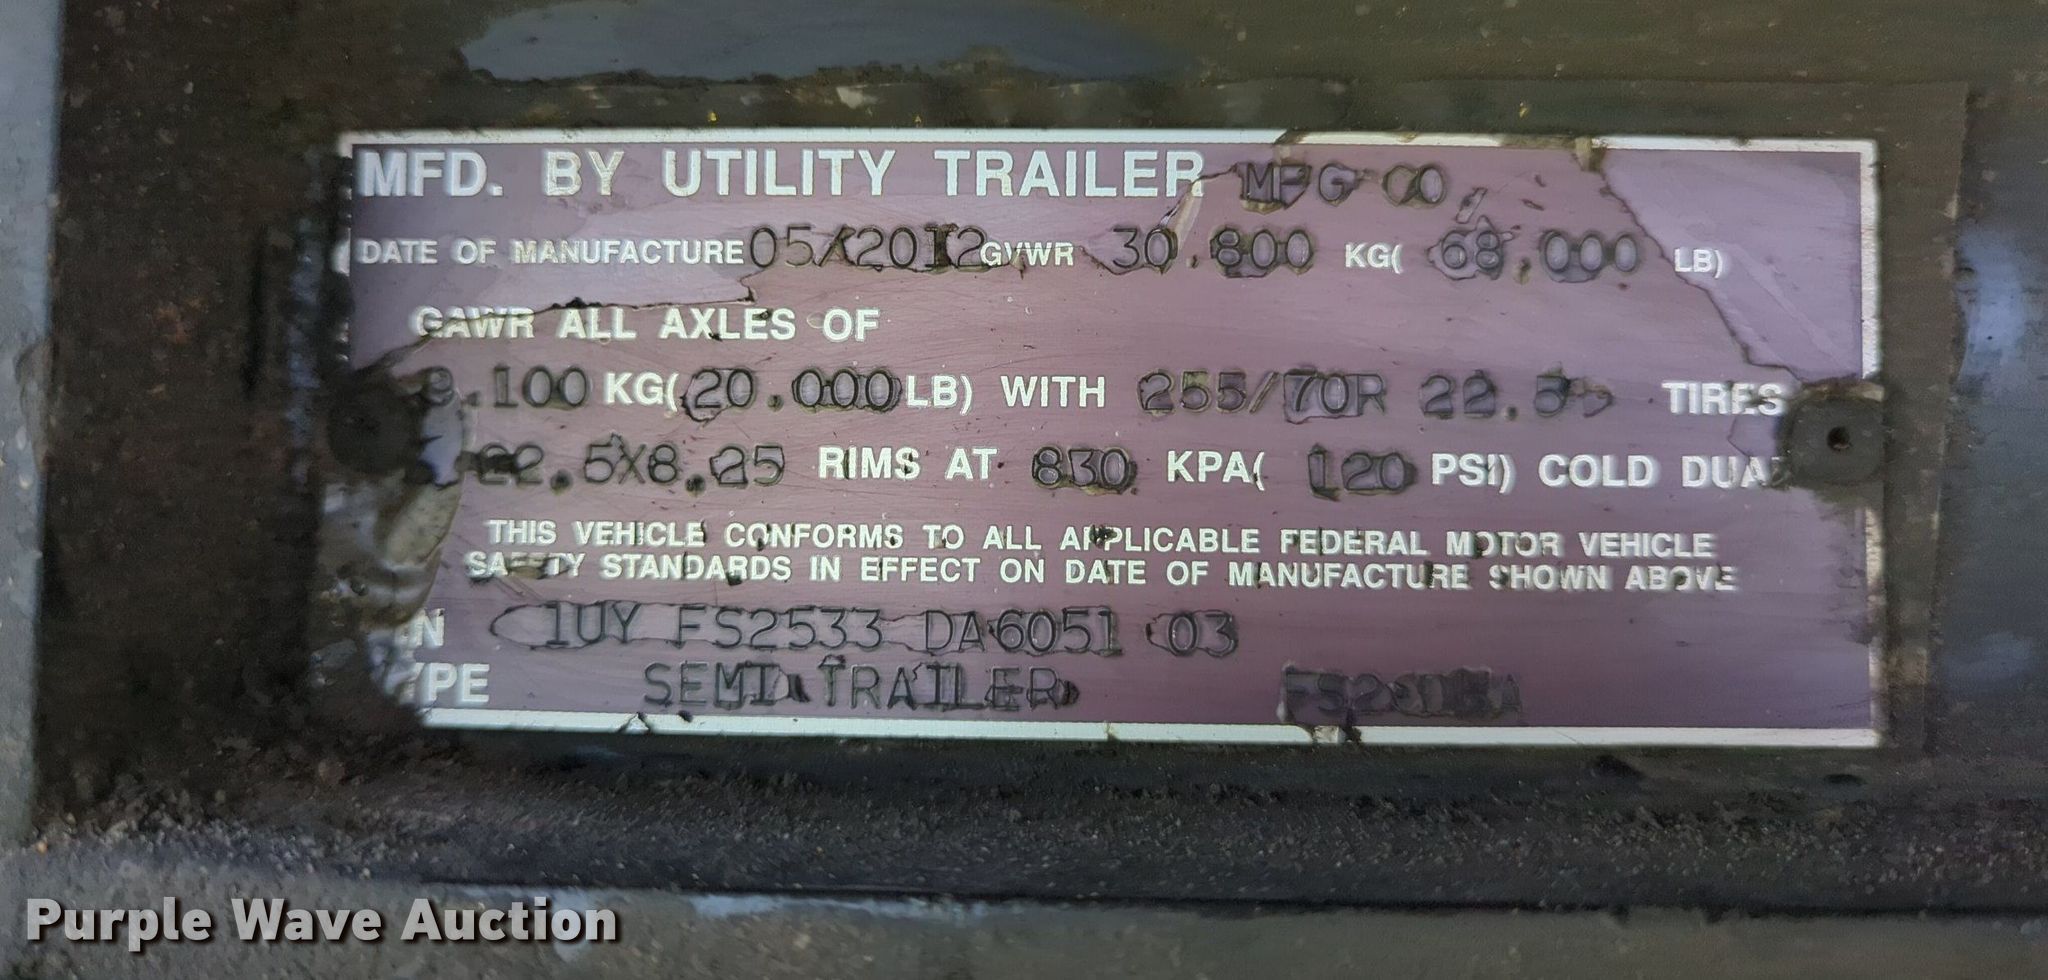 MFD. BY UTILITY TRAILER MFG CO,
DATE OF MANUFACTURE 05/2012 GVWR 30.800 KG( 68,000 LB)
GAWR ALL AXLES OF
9.100 KG( 20.000 LB) WITH 255/70R 22.5 TIRES
22.5X8.25 RIMS AT 830 KPA( 120 PSI) COLD DUAL
THIS VEHICLE CONFORMS TO ALL APPLICABLE FEDERAL MOTOR VEHICLE
SAFETY STANDARDS IN EFFECT ON DATE OF MANUFACTURE SHOWN ABOVE
1UY FS2533 DA6051 03
TYPE SEMI TRAILER
Purple Wave Auction